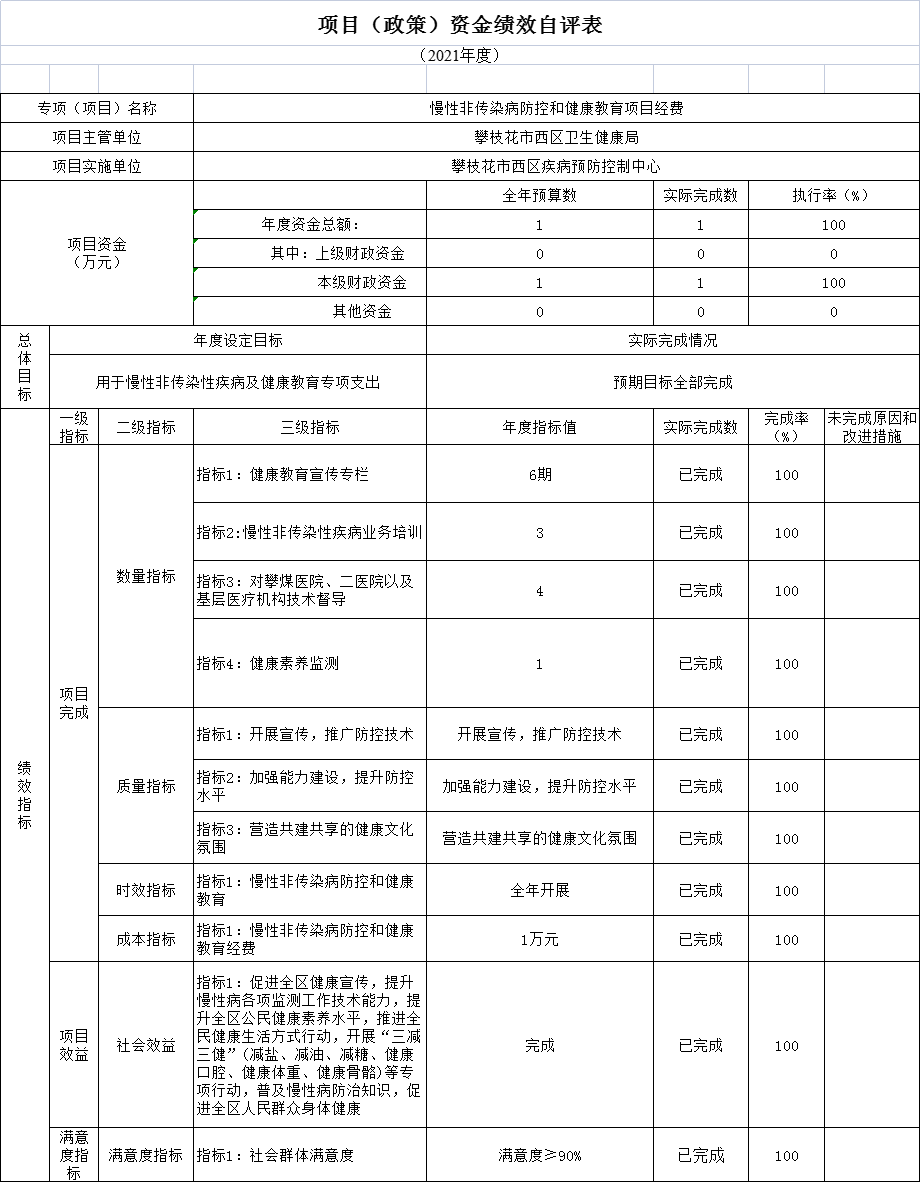 项目（政策）资金绩效自评表
（2021年度）
专项（项目）名称 慢性非传染病防控和健康教育项目经费
项目主管单位 攀枝花市西区卫生健康局
项目实施单位 攀枝花市西区疾病预防控制中心
项目资金
（万元）
全年预算数 实际完成数 执行率（%）
年度资金总额： 1 1 100
其中：上级财政资金 0 0 0
本级财政资金 1 1 100
其他资金 0 0 0
总
体
目
标
年度设定目标 实际完成情况
用于慢性非传染性疾病及健康教育专项支出 预期目标全部完成
绩
效
指
标
一级
指标
二级指标 三级指标 年度指标值 实际完成数
完成率
（%）
未完成原因和
改进措施
项目
完成
数量指标
指标1：健康教育宣传专栏 6期 已完成 100
指标2:慢性非传染性疾病业务培训 3 已完成 100
指标3：对攀煤医院、二医院以及
基层医疗机构技术督导
4 已完成 100
指标4：健康素养监测 1 已完成 100
质量指标
指标1：开展宣传，推广防控技术 开展宣传，推广防控技术 已完成 100
指标2：加强能力建设，提升防控
水平
加强能力建设，提升防控水平 已完成 100
指标3：营造共建共享的健康文化
氛围
营造共建共享的健康文化氛围 已完成 100
时效指标
指标1：慢性非传染病防控和健康
教育
全年开展 已完成 100
成本指标
指标1：慢性非传染病防控和健康
教育经费
1万元 已完成 100
项目
效益
社会效益
指标1：促进全区健康宣传，提升
慢性病各项监测工作技术能力，提
升全区公民健康素养水平，推进全
民健康生活方式行动，开展“三减
三健”（减盐、减油、减糖、健康
口腔、健康体重、健康骨骼)等专
项行动，普及慢性病防治知识，促
进全区人民群众身体健康
完成 已完成 100
满意
度指
标
满意度指标 指标1：社会群体满意度 满意度≥90% 已完成 100